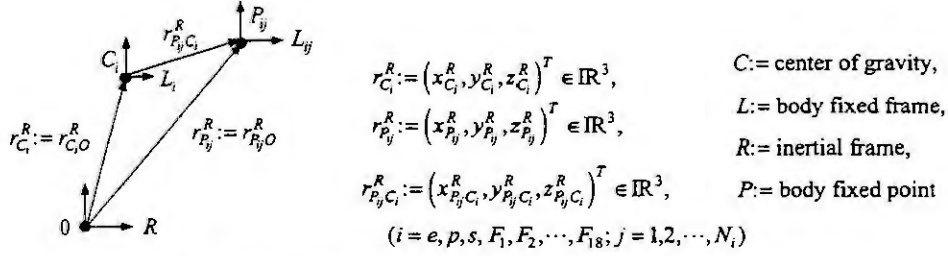 P_{ij}
r^R_{P_{ij}C_i}
L_{ij}
C_i
L_i
r^R_{C_i} := r^R_{C_iO}
r^R_{P_{ij}} := r^R_{P_{ij}O}
0
R
r^R_{C_i} := (x^R_{C_i}, y^R_{C_i}, z^R_{C_i})^T ∈ ℝ^3,
r^R_{P_{ij}} := (x^R_{P_{ij}}, y^R_{P_{ij}}, z^R_{P_{ij}})^T ∈ ℝ^3,
r^R_{P_{ij}C_i} := (x^R_{P_{ij}C_i}, y^R_{P_{ij}C_i}, z^R_{P_{ij}C_i})^T ∈ ℝ^3,
(i = e, p, s, F_1, F_2, ⋯, F_{18}; j = 1,2, ⋯, N_i)
C:= center of gravity,
L:= body fixed frame,
R:= inertial frame,
P:= body fixed point